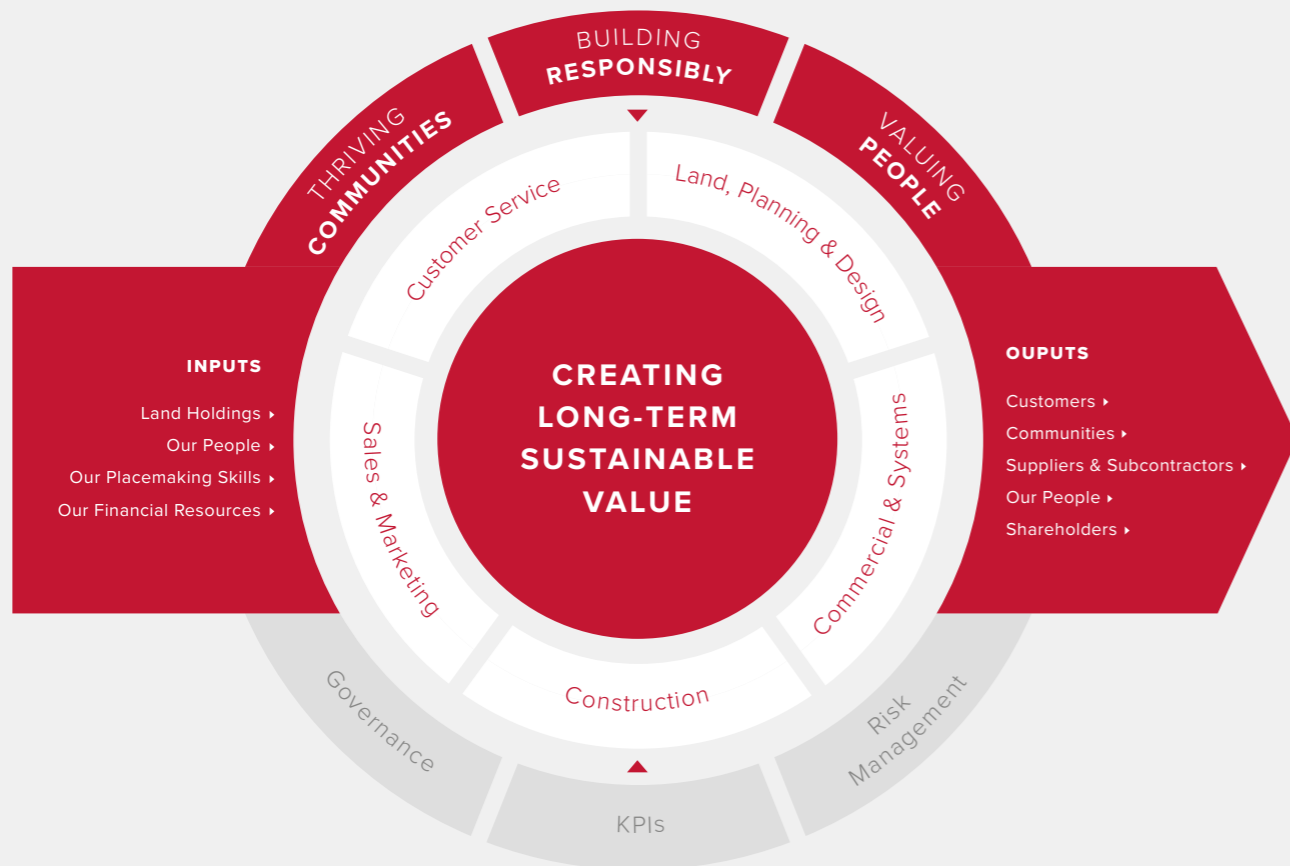 BUILDING
RESPONSIBLY
THRIVING
COMMUNITIES
VALUING
PEOPLE
Customer Service
Land, Planning & Design
INPUTS
Land Holdings
Our People
Our Placemaking Skills
Our Financial Resources
Sales & Marketing
CREATING
LONG-TERM
SUSTAINABLE
VALUE
Commercial & Systems
OUPUTS
Customers
Communities
Suppliers & Subcontractors
Our People
Shareholders
Construction
Governance
KPIs
Risk
Management